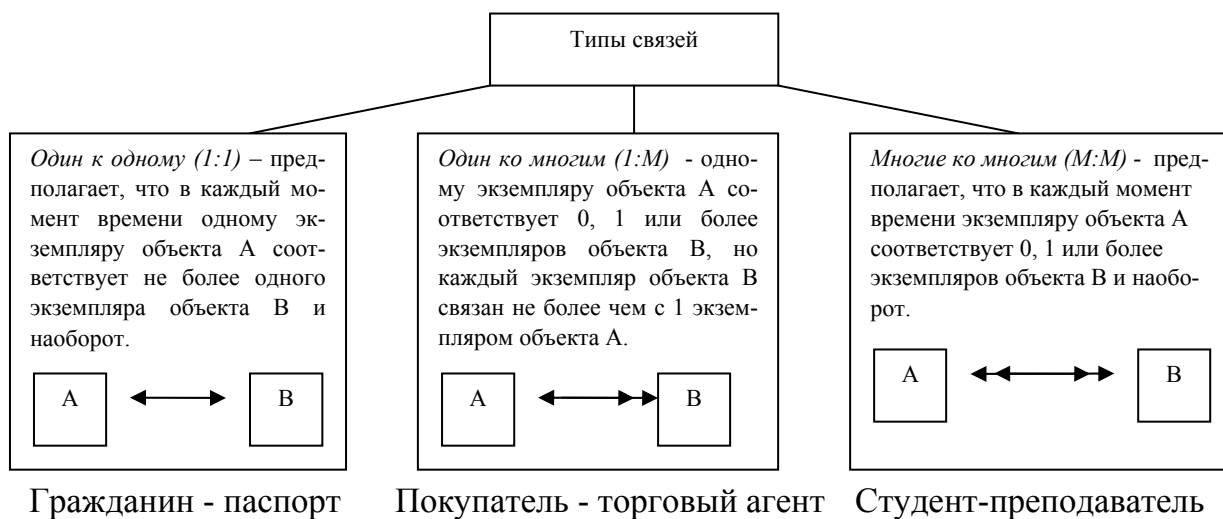 Типы связей
Один к одному (1:1) – пред-
полагает, что в каждый мо-
мент времени одному эк-
земпляру объекта А соот-
ветствует не более одного
экземпляра объекта В и
наоборот.
А
В
Один ко многим (1:М) - одно-
му экземпляру объекта А со-
ответствует 0, 1 или более
экземпляров объекта В, но
каждый экземпляр объекта В
связан не более чем с 1 экзем-
пляром объекта А.
А
В
Многие ко многим (М:М) - пред-
полагает, что в каждый момент
времени экземпляру объекта А
соответствует 0, 1 или более
экземпляров объекта В и наобо-
рот.
А
В
Гражданин - паспорт
Покупатель - торговый агент
Студент-преподаватель